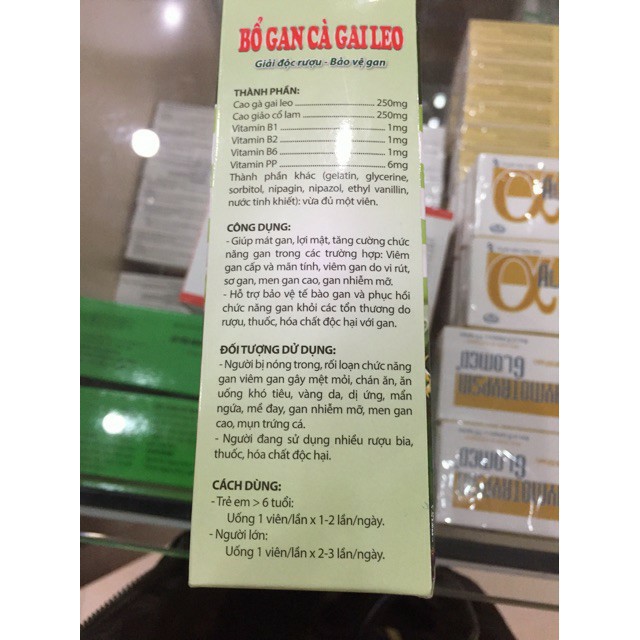 BỔ GAN CÀ GAI LEO
Giải độc rượu - Bảo vệ gan
THÀNH PHẦN:
Cao gà gai leo ........................ 250mg
Cao giảo cổ lam ........................ 250mg
Vitamin B1 ........................ 1mg
Vitamin B2 ........................ 1mg
Vitamin B6 ........................ 1mg
Vitamin PP ........................ 6mg
Thành phần khác (gelatin, glycerine,
sorbitol, nipagin, nipazol, ethyl vanillin,
nước tinh khiết): vừa đủ một viên.
CÔNG DỤNG:
- Giúp mát gan, lợi mật, tăng cường chức
năng gan trong các trường hợp: Viêm
gan cấp và mãn tính, viêm gan do vi rút,
sơ gan, men gan cao, gan nhiễm mỡ.
- Hỗ trợ bảo vệ tế bào gan và phục hồi
chức năng gan khỏi các tổn thương do
rượu, thuốc, hóa chất độc hại với gan.
ĐỐI TƯỢNG DỬ DỤNG:
- Người bị nóng trong, rối loạn chức năng
gan viêm gan gây mệt mỏi, chán ăn, ăn
uống khó tiêu, vàng da, dị ứng, mẩn
ngứa, mề đay, gan nhiễm mỡ, men gan
cao, mụn trứng cá.
- Người đang sử dụng nhiều rượu bia,
thuốc, hóa chất độc hại.
CÁCH DÙNG:
- Trẻ em > 6 tuổi:
Uống 1 viên/lần x 1-2 lần/ngày.
- Người lớn:
Uống 1 viên/lần x 2-3 lần/ngày.
GLOMCO
GLOMCO